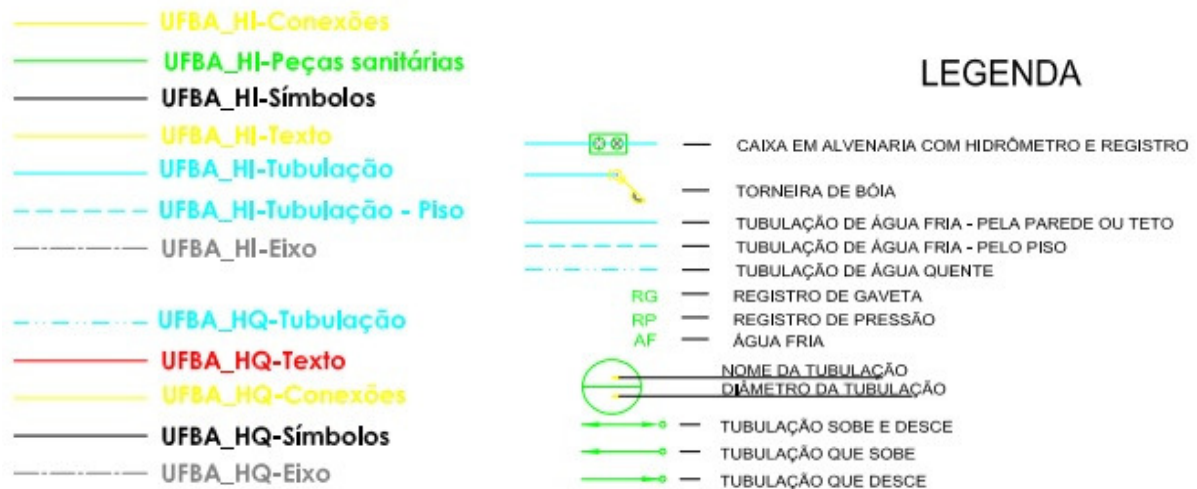 UFBA_HI-Conexões
UFBA_HI-Peças sanitárias
UFBA_HI-Símbolos
UFBA_HI-Texto
UFBA_HI-Tubulação
UFBA_HI-Tubulação - Piso
UFBA_HI-Eixo
UFBA_HQ-Tubulação
UFBA_HQ-Texto
UFBA_HQ-Conexões
UFBA_HQ-Símbolos
UFBA_HQ-Eixo
LEGENDA
CAIXA EM ALVENARIA COM HIDRÔMETRO E REGISTRO
TORNEIRA DE BÓIA
TUBULAÇÃO DE ÁGUA FRIA - PELA PAREDE OU TETO
TUBULAÇÃO DE ÁGUA FRIA - PELO PISO
TUBULAÇÃO DE ÁGUA QUENTE
RG — REGISTRO DE GAVETA
RP — REGISTRO DE PRESSÃO
AF — ÁGUA FRIA
NOME DA TUBULAÇÃO
DIÂMETRO DA TUBULAÇÃO
TUBULAÇÃO SOBE E DESCE
TUBULAÇÃO QUE SOBE
TUBULAÇÃO QUE DESCE